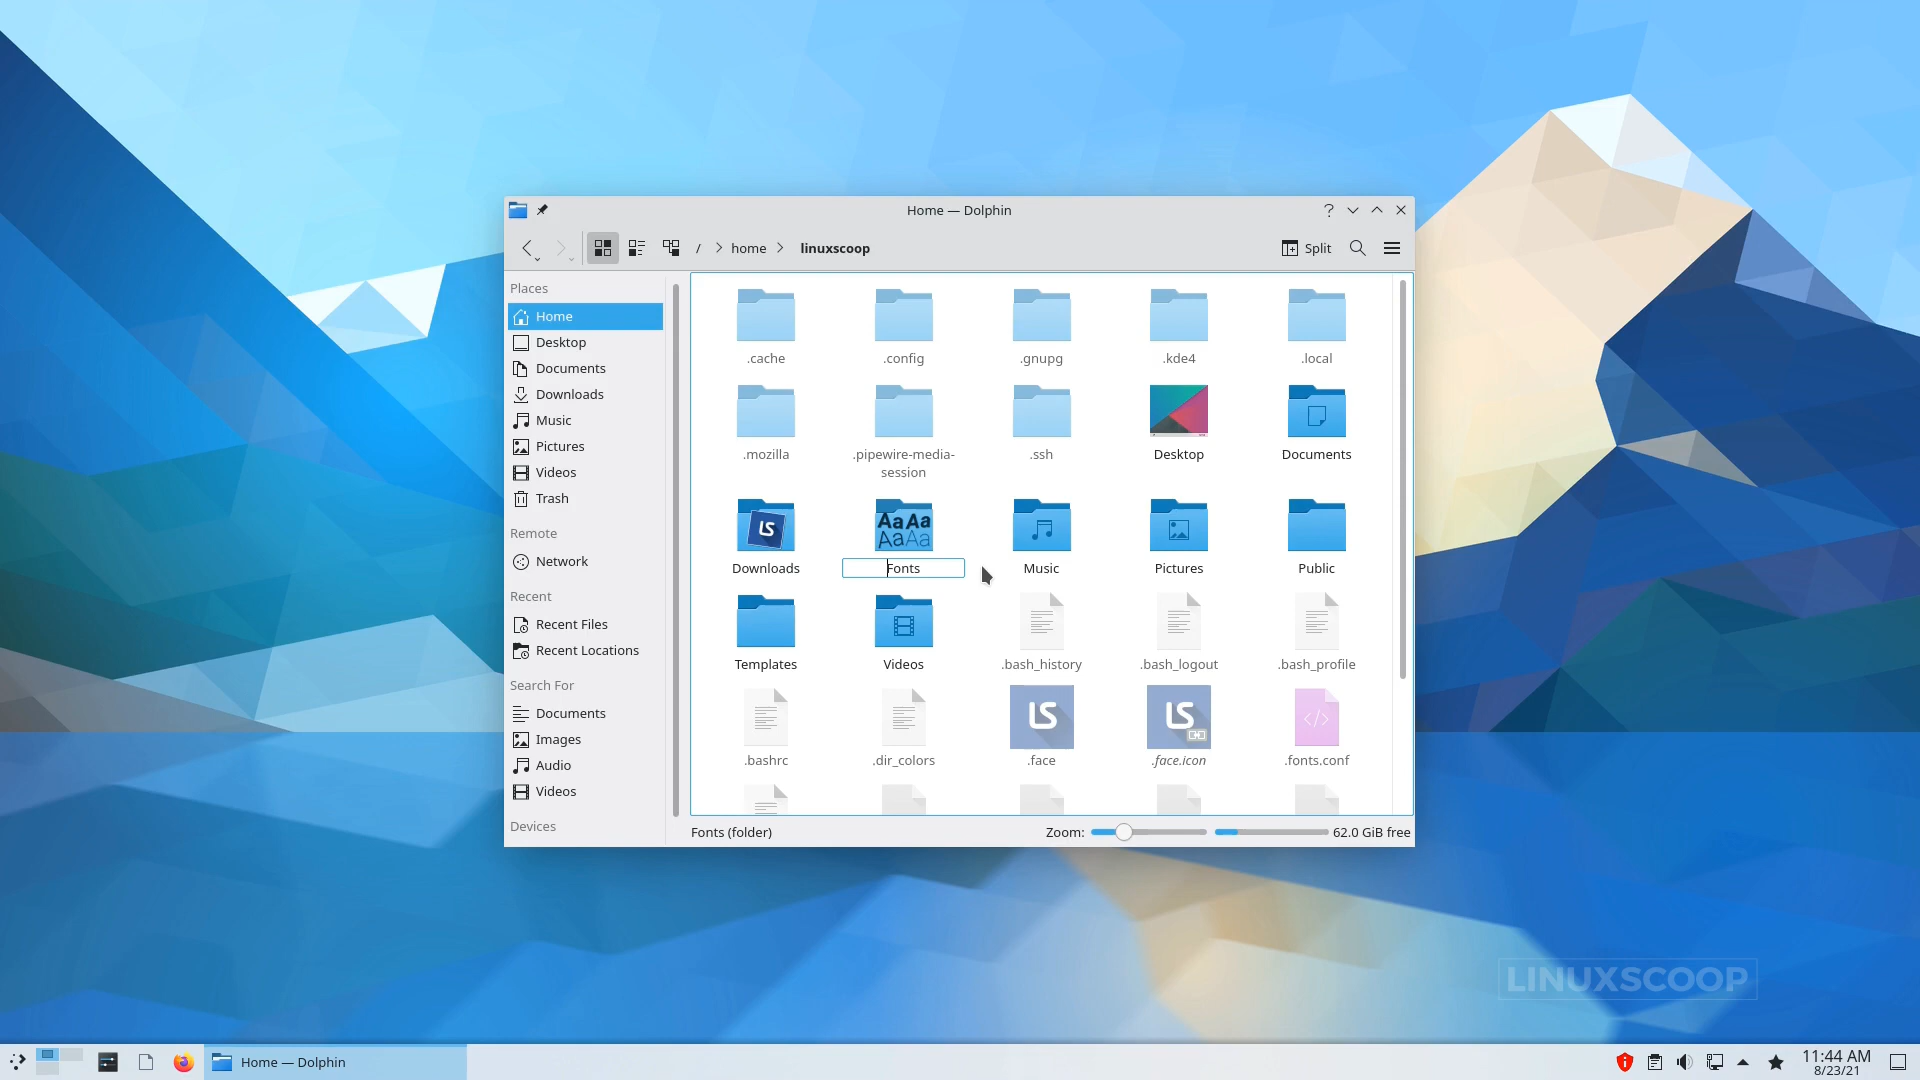 Home — Dolphin
/ > home > linuxscoop
Split
Places
Home
Desktop
Documents
Downloads
Music
Pictures
Videos
Trash
Remote
Network
Recent
Recent Files
Recent Locations
Search For
Documents
Images
Audio
Videos
Devices
.cache
.config
.gnupg
.kde4
.local
.mozilla
.pipewire-media-
session
.ssh
Desktop
Documents
LS
AaAa
AaAa
Downloads
Fonts
Music
Pictures
Public
Templates
Videos
.bash_history
.bash_logout
.bash_profile
LS
LS
</>
.bashrc
.dir_colors
.face
.face.icon
.fonts.conf
Fonts (folder)
Zoom:
62.0 GiB free
LINUXSCOOP
Home — Dolphin
11:44 AM
8/23/21